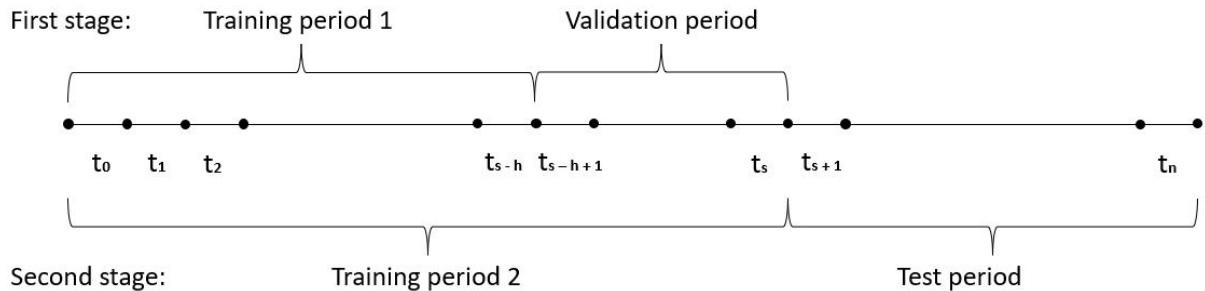 First stage: Training period 1 Validation period
t₀ t₁ t₂ tₛ₋ₕ tₛ₋ₕ₊₁ tₛ tₛ₊₁ tₙ
Second stage: Training period 2 Test period